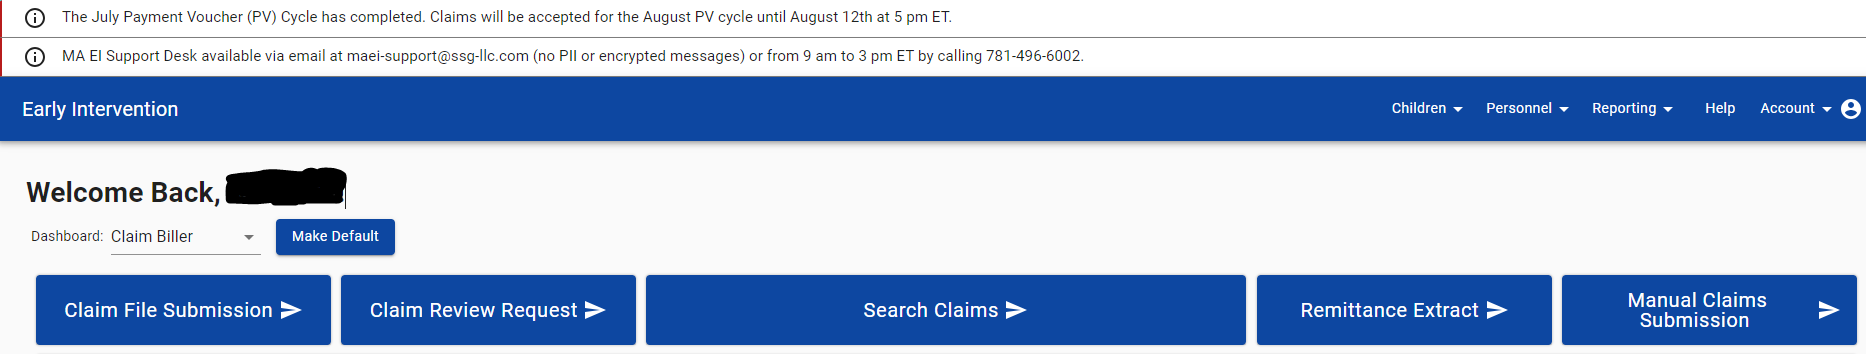 The July Payment Voucher (PV) Cycle has completed. Claims will be accepted for the August PV cycle until August 12th at 5 pm ET.
MA EI Support Desk available via email at maei-support@ssg-llc.com (no PII or encrypted messages) or from 9 am to 3 pm ET by calling 781-496-6002.
Early Intervention Children Personnel Reporting Help Account
Welcome Back,
Dashboard: Claim Biller Make Default
Claim File Submission Claim Review Request Search Claims Remittance Extract Manual Claims
Submission